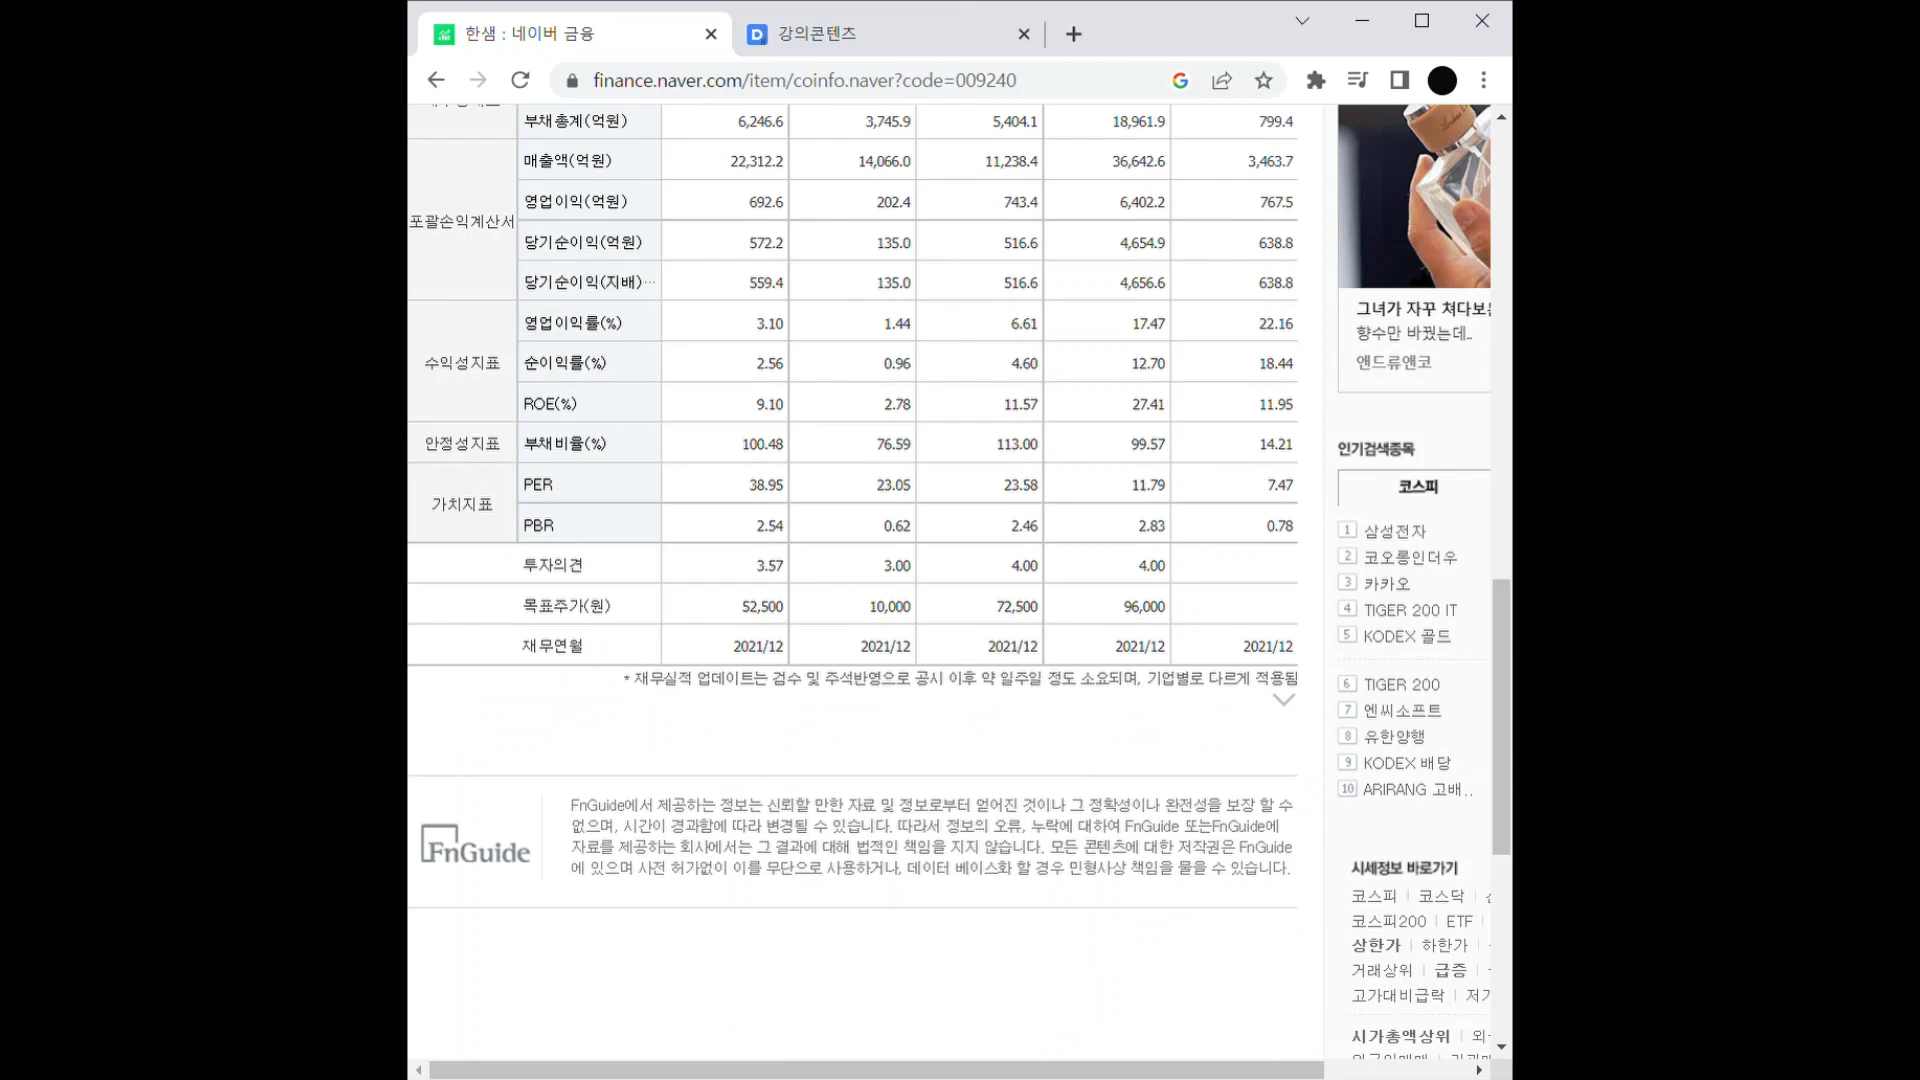 한샘 : 네이버 금융
강의콘텐츠
finance.naver.com/item/coinfo.naver?code=009240
부채총계(억원) 6,246.6 3,745.9 5,404.1 18,961.9 799.4
포괄손익계산서
매출액(억원) 22,312.2 14,066.0 11,238.4 36,642.6 3,463.7
영업이익(억원) 692.6 202.4 743.4 6,402.2 767.5
당기순이익(억원) 572.2 135.0 516.6 4,654.9 638.8
당기순이익(지배)··· 559.4 135.0 516.6 4,656.6 638.8
수익성지표
영업이익률(%) 3.10 1.44 6.61 17.47 22.16
순이익률(%) 2.56 0.96 4.60 12.70 18.44
ROE(%) 9.10 2.78 11.57 27.41 11.95
안정성지표 부채비율(%) 100.48 76.59 113.00 99.57 14.21
가치지표
PER 38.95 23.05 23.58 11.79 7.47
PBR 2.54 0.62 2.46 2.83 0.78
투자의견 3.57 3.00 4.00 4.00
목표주가(원) 52,500 10,000 72,500 96,000
재무연월 2021/12 2021/12 2021/12 2021/12 2021/12
* 재무실적 업데이트는 검수 및 주석반영으로 공시 이후 약 일주일 정도 소요되며, 기업별로 다르게 적용됨
FnGuide
FnGuide에서 제공하는 정보는 신뢰할 만한 자료 및 정보로부터 얻어진 것이나 그 정확성이나 완전성을 보장 할 수
없으며, 시간이 경과함에 따라 변경될 수 있습니다. 따라서 정보의 오류, 누락에 대하여 FnGuide 또는FnGuide에
자료를 제공하는 회사에서는 그 결과에 대해 법적인 책임을 지지 않습니다. 모든 콘텐츠에 대한 저작권은 FnGuide
에 있으며 사전 허가없이 이를 무단으로 사용하거나, 데이터 베이스화 할 경우 민형사상 책임을 물을 수 있습니다.
그녀가 자꾸 쳐다보
향수만 바꿨는데..
앤드류앤코
인기검색종목
코스피
1 삼성전자
2 코오롱인더우
3 카카오
4 TIGER 200 IT
5 KODEX 골드
6 TIGER 200
7 엔씨소프트
8 유한양행
9 KODEX 배당
10 ARIRANG 고배..
시세정보 바로가기
코스피 | 코스닥 |
코스피200 | ETF |
상한가 | 하한가 |
거래상위 | 급증 |
고가대비급락 |
시가총액상위 | 외